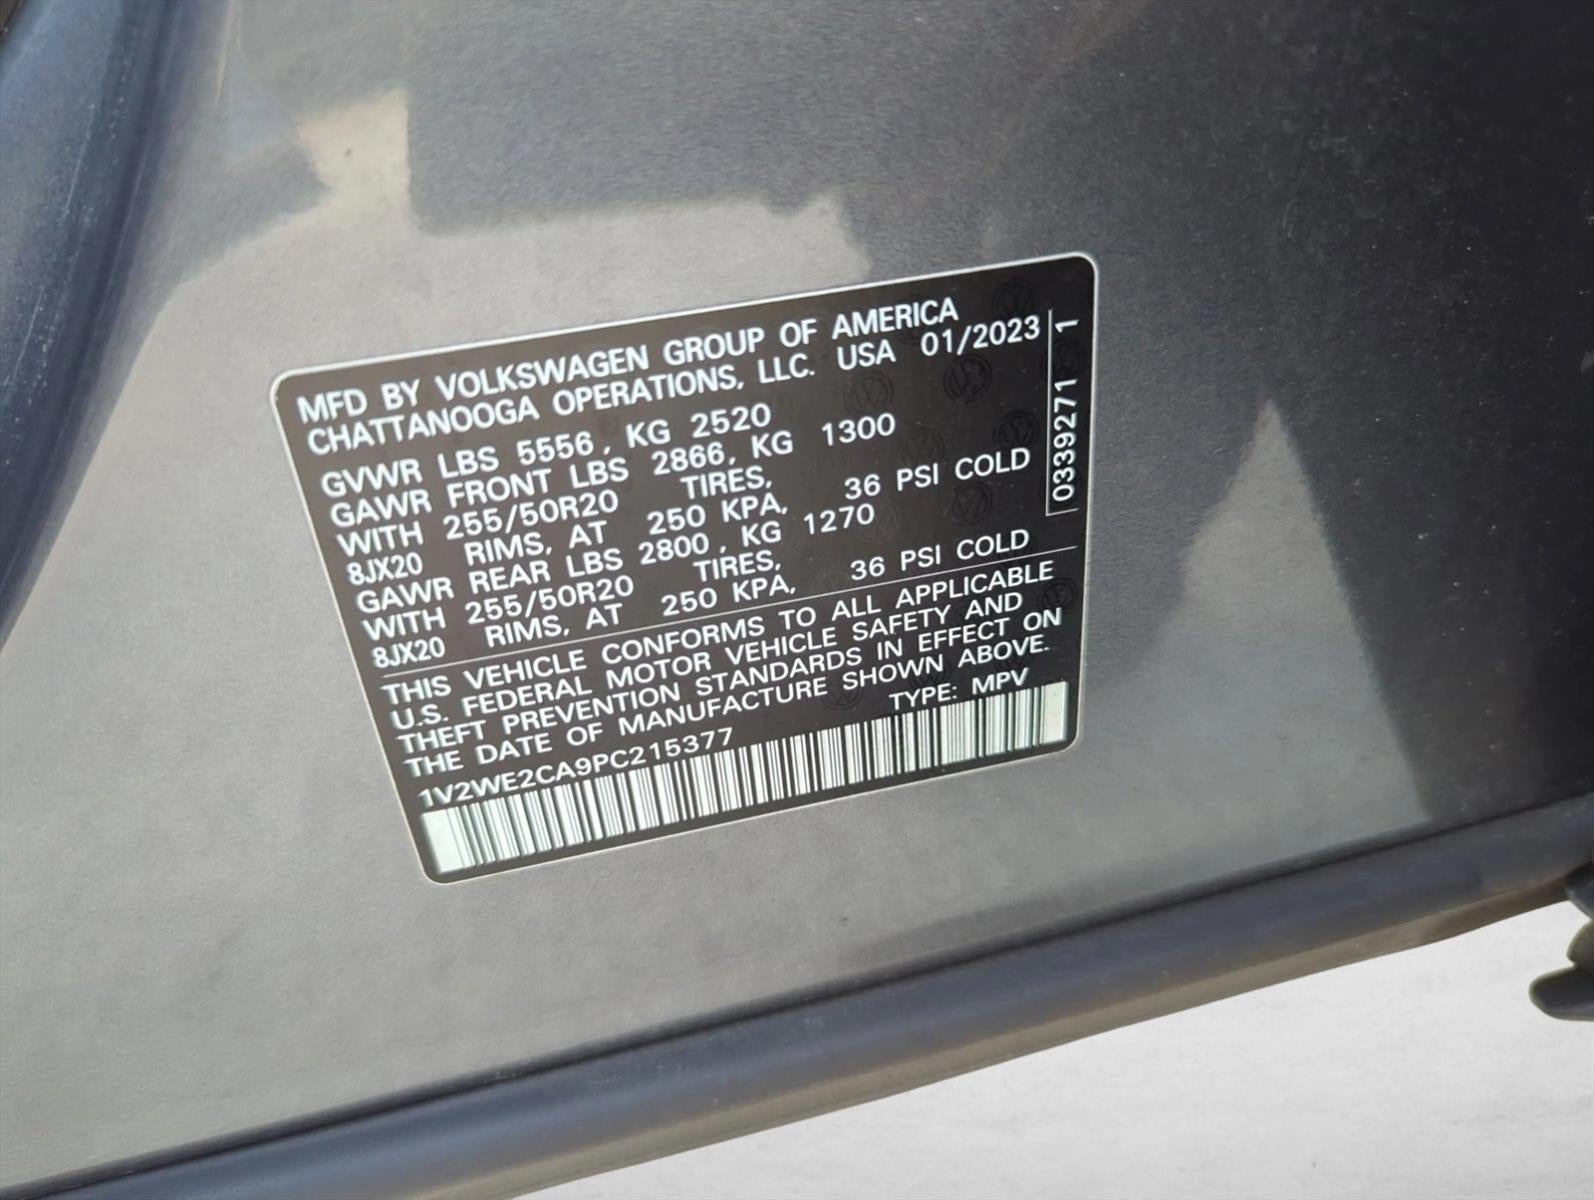 MFD BY VOLKSWAGEN GROUP OF AMERICA
CHATTANOOGA OPERATIONS, LLC. USA 01/2023
GVWR LBS 5556, KG 2520
GAWR FRONT LBS 2866, KG 1300
WITH 255/50R20 TIRES,
8JX20 RIMS, AT 250 KPA, 36 PSI COLD
GAWR REAR LBS 2800, KG 1270
WITH 255/50R20 TIRES,
8JX20 RIMS, AT 250 KPA, 36 PSI COLD
THIS VEHICLE CONFORMS TO ALL APPLICABLE
U.S. FEDERAL MOTOR VEHICLE SAFETY AND
THEFT PREVENTION STANDARDS IN EFFECT ON
THE DATE OF MANUFACTURE SHOWN ABOVE.
TYPE: MPV
1V2WE2CA9PC215377
0339271 1